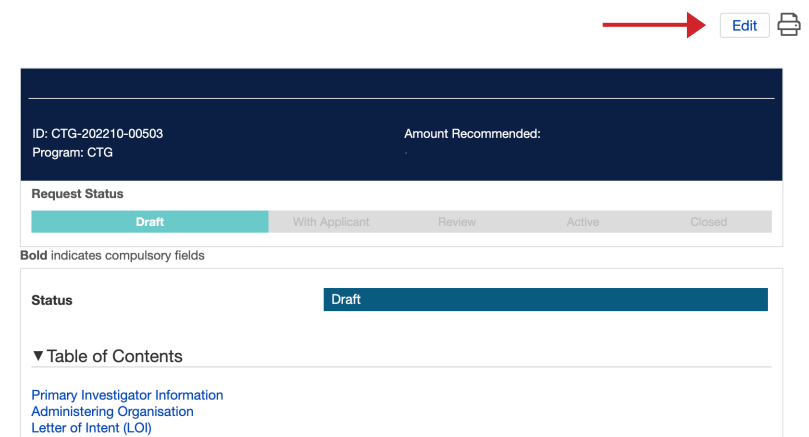 Edit
ID: CTG-202210-00503
Amount Recommended:
Program: CTG
Request Status
Draft
With Applicant
Review
Active
Closed
Bold indicates compulsory fields
Status
Draft
▼Table of Contents
Primary Investigator Information
Administering Organisation
Letter of Intent (LOI)